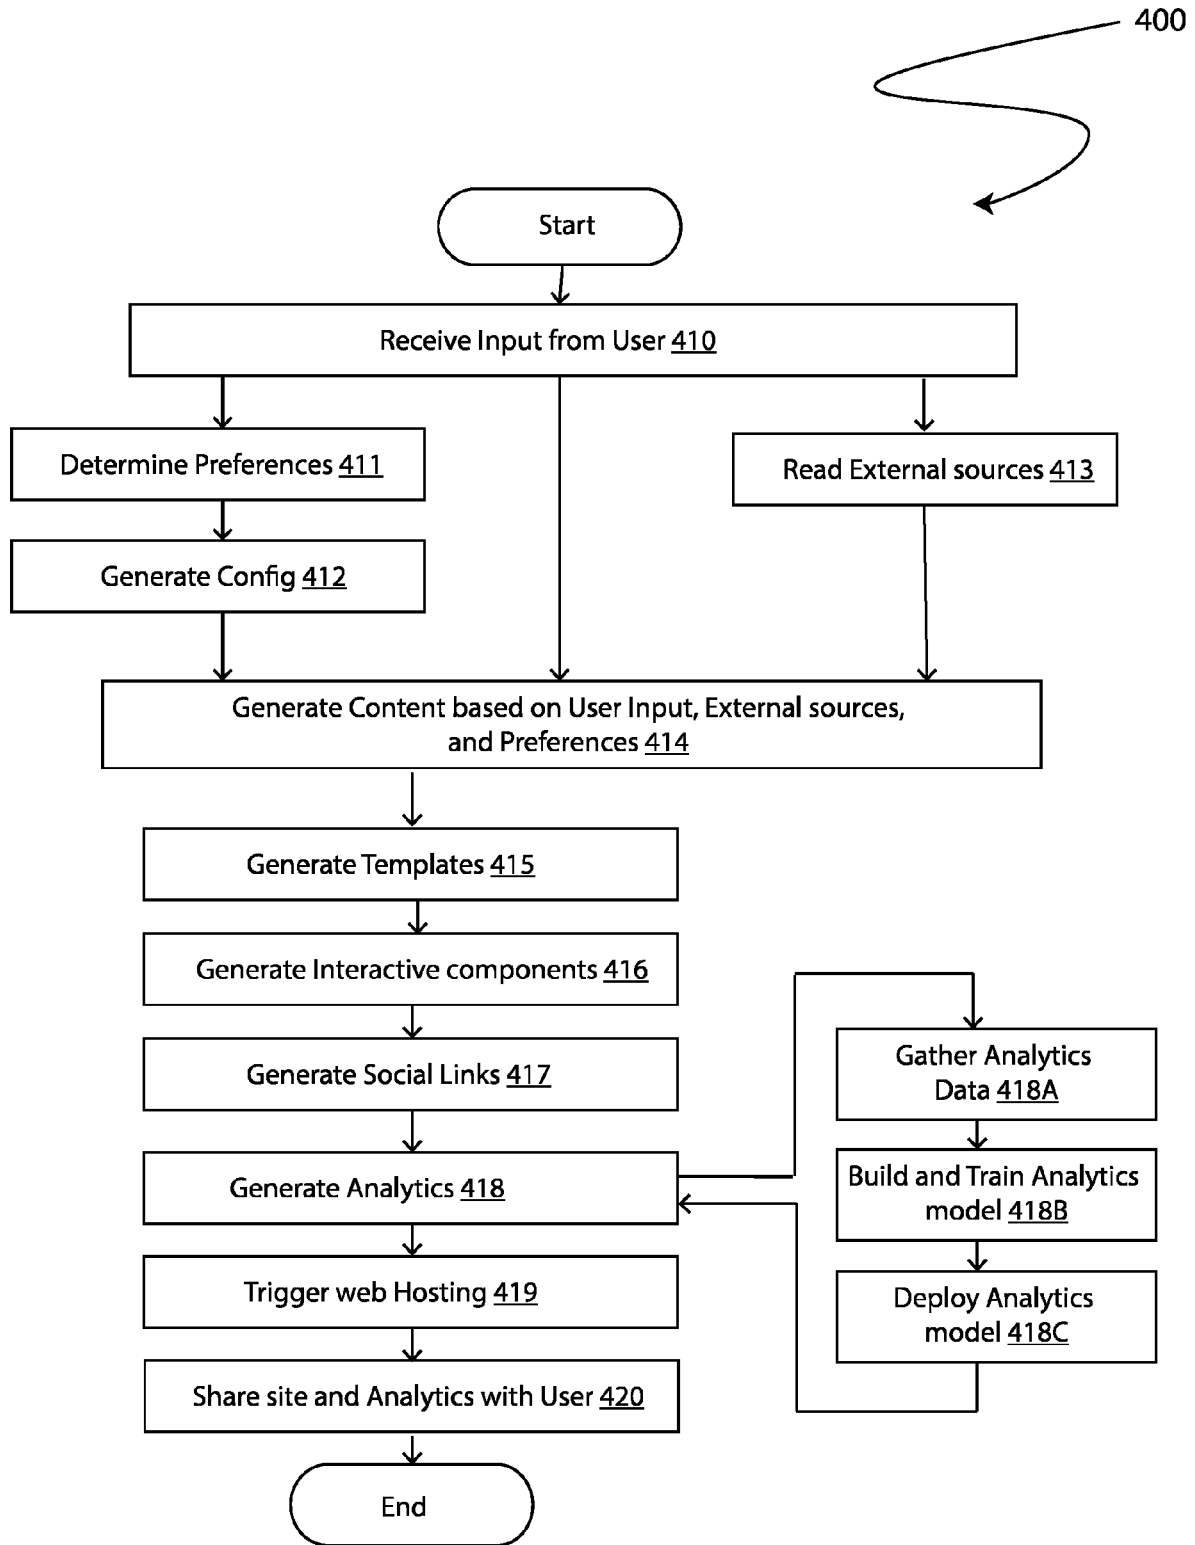 400
Start
Receive Input from User 410
Determine Preferences 411
Read External sources 413
Generate Config 412
Generate Content based on User Input, External sources,
and Preferences 414
Generate Templates 415
Generate Interactive components 416
Generate Social Links 417
Generate Analytics 418
Gather Analytics
Data 418A
Build and Train Analytics
model 418B
Deploy Analytics
model 418C
Trigger web Hosting 419
Share site and Analytics with User 420
End